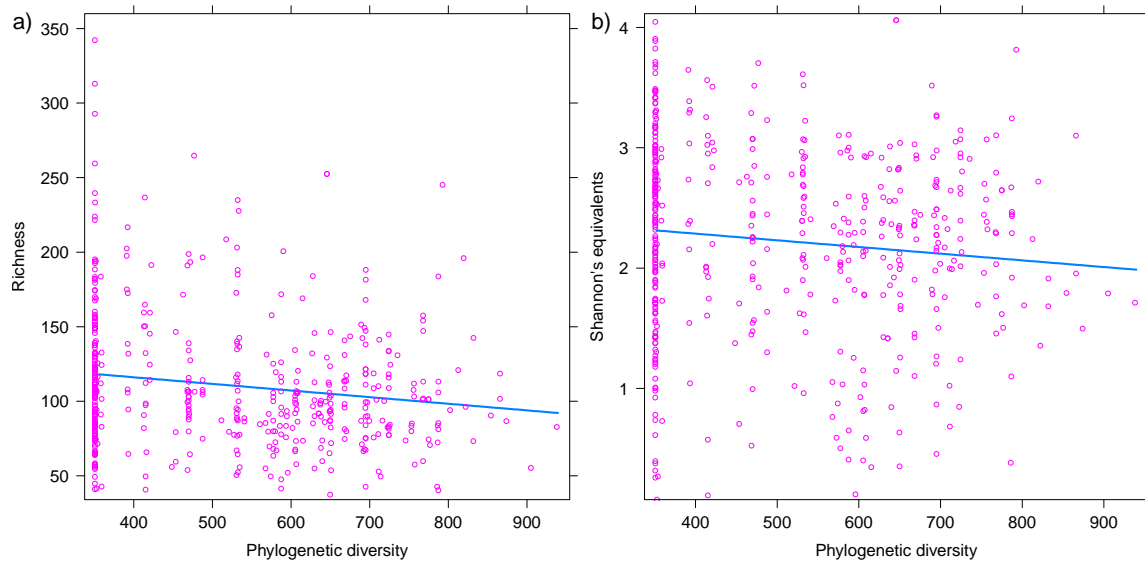 a)
350
300
250
200
150
100
50
Richness
400 500 600 700 800 900
Phylogenetic diversity
b)
4
3
2
1
Shannon's equivalents
400 500 600 700 800 900
Phylogenetic diversity